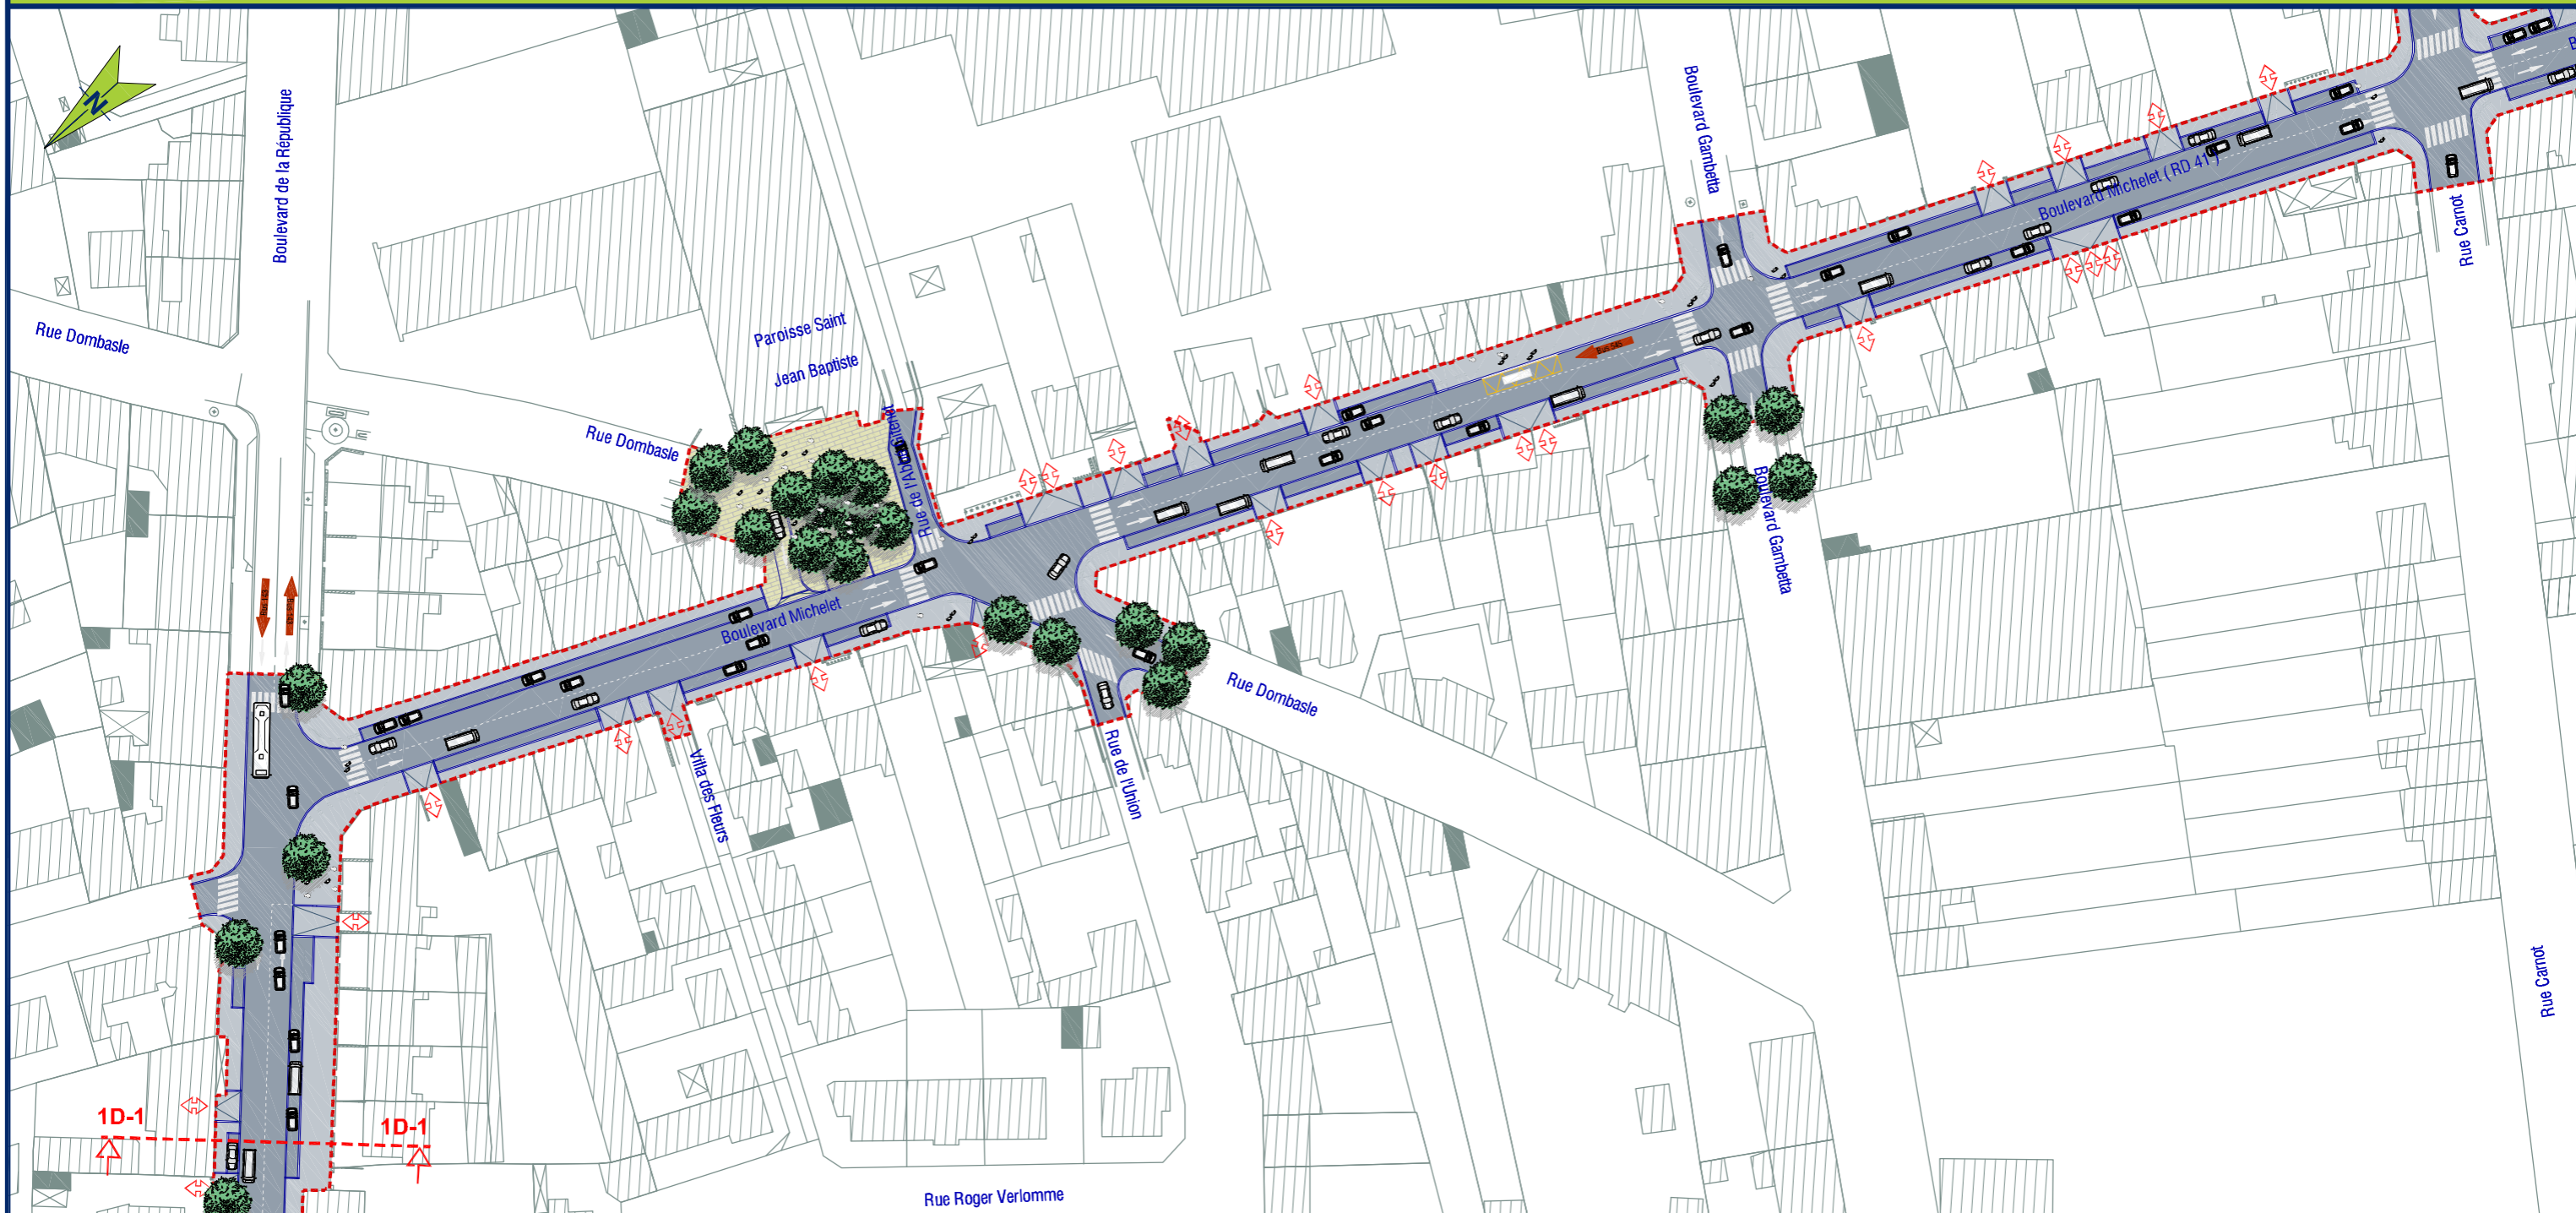 N
Boulevard de la République
Rue Dombasle
Paroisse Saint
Jean Baptiste
Rue Dombasle
Boulevard Gambetta
Boulevard Michelet ( RD 41 )
Rue Carnot
Bus 545
Boulevard Michelet
Villa des Fleurs
Rue de l'Union
Rue Dombasle
Boulevard Gambetta
Rue Carnot
1D-1
1D-1
Rue Roger Verlomme